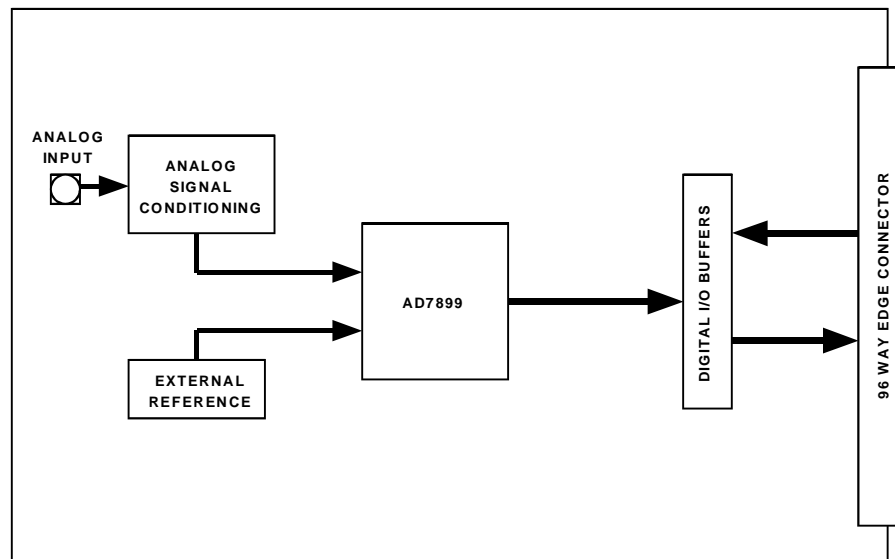 ANALOG
INPUT
ANALOG
SIGNAL
CONDITIONING
AD7899
EXTERNAL
REFERENCE
DIGITAL I/O BUFFERS
96 WAY EDGE CONNECTOR